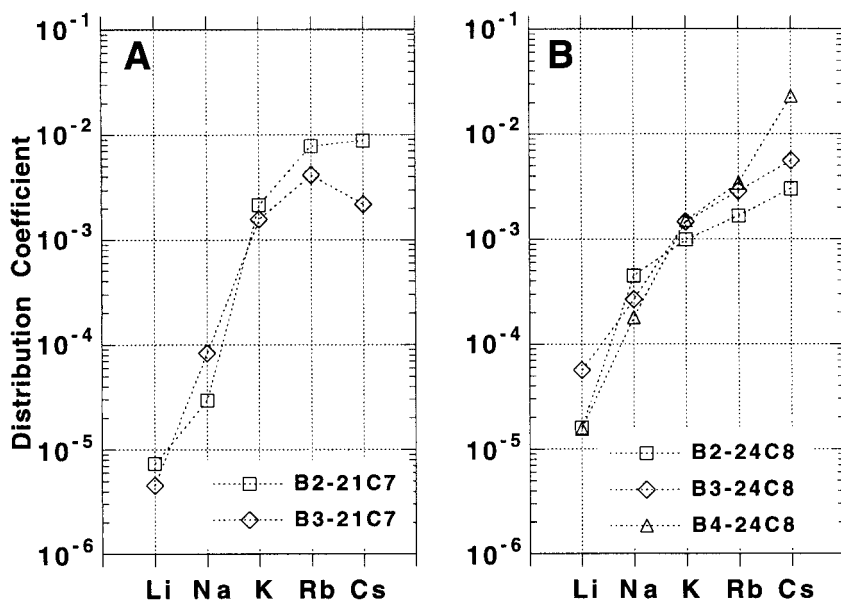 A
B
Distribution Coefficient
10⁻¹
10⁻²
10⁻³
10⁻⁴
10⁻⁵
10⁻⁶
B2-21C7
B3-21C7
Li Na K Rb Cs
10⁻¹
10⁻²
10⁻³
10⁻⁴
10⁻⁵
10⁻⁶
B2-24C8
B3-24C8
B4-24C8
Li Na K Rb Cs